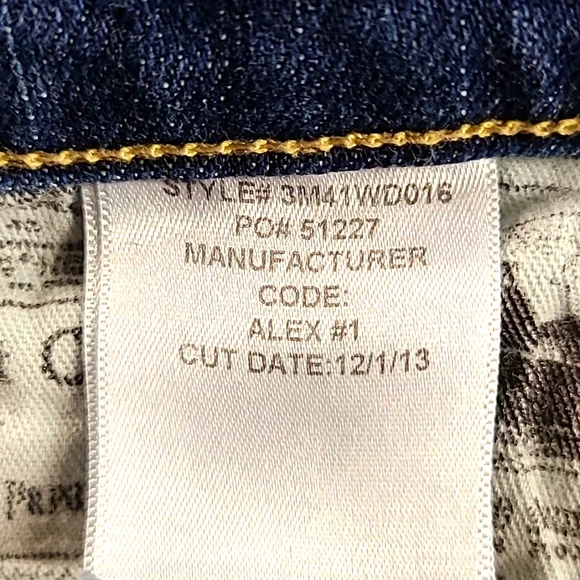 STYLE# 3M41WD016
PO# 51227
MANUFACTURER
CODE:
ALEX #1
CUT DATE:12/1/13